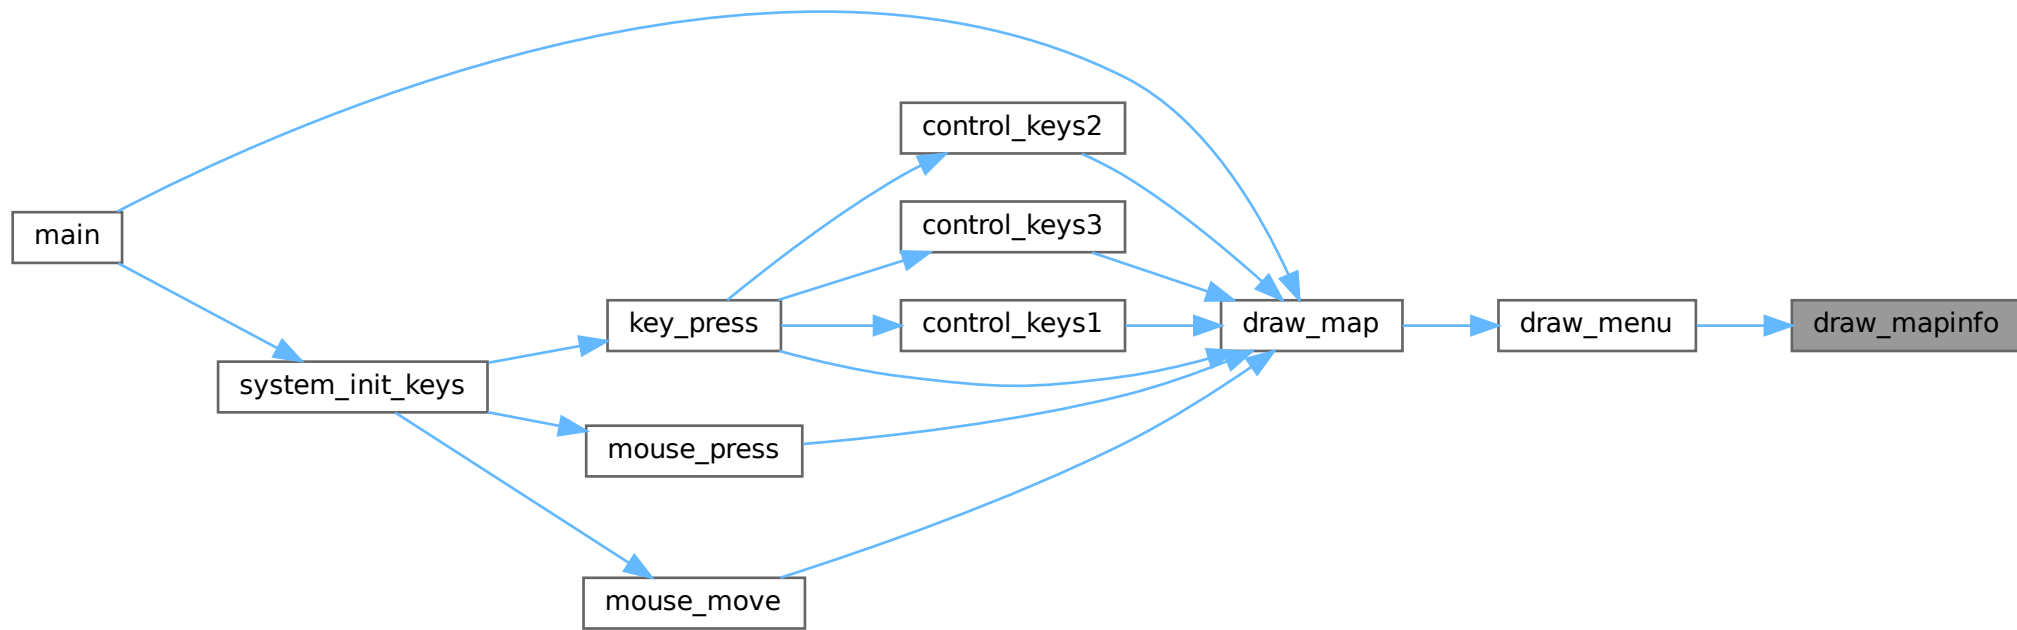 main
system_init_keys
key_press
mouse_press
mouse_move
control_keys2
control_keys3
control_keys1
draw_map
draw_menu
draw_mapinfo